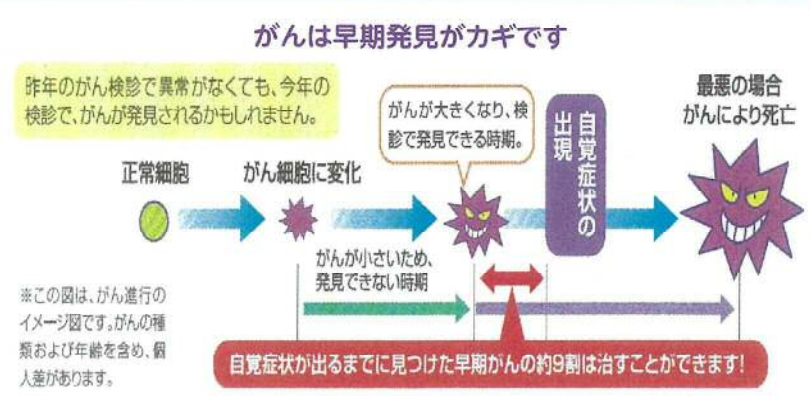 がんは早期発見がカギです
昨年のがん検診で異常がなくても、今年の
検診で、がんが発見されるかもしれません。
正常細胞
がん細胞に変化
がんが大きくなり、検
診で発見できる時期。
自覚症状の
出現
最悪の場合
がんにより死亡
がんが小さいため、
発見できない時期
※この図は、がん進行の
イメージ図です。がんの種
類および年齢を含め、個
人差があります。
自覚症状が出るまでに見つけた早期がんの約9割は治すことができます!